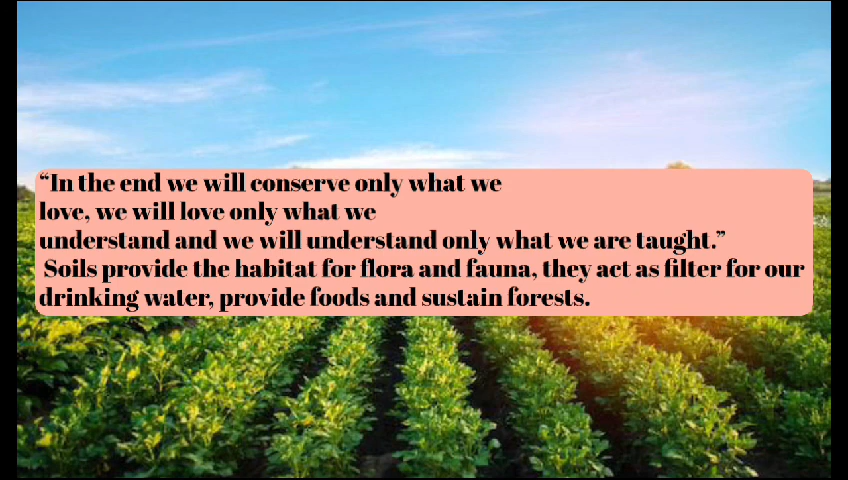 “In the end we will conserve only what we
love, we will love only what we
understand and we will understand only what we are taught.”
Soils provide the habitat for flora and fauna, they act as filter for our
drinking water, provide foods and sustain forests.